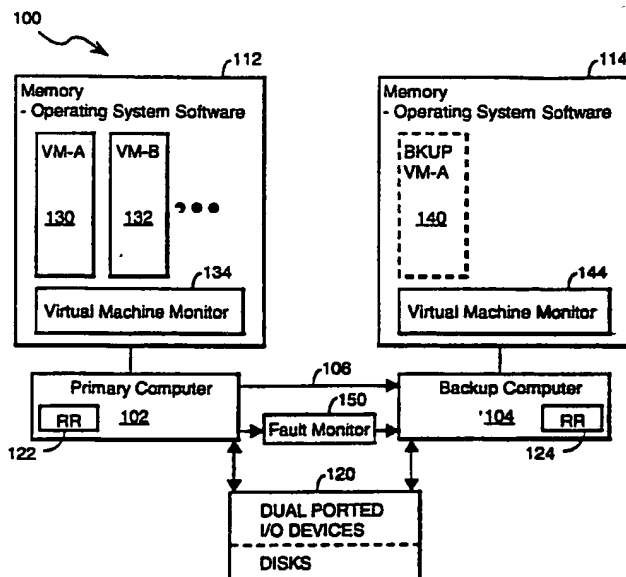 100
112
114
Memory
- Operating System Software
VM-A
130
VM-B
132
134
Virtual Machine Monitor
Memory
- Operating System Software
BKUP
VM-A
140
144
Virtual Machine Monitor
Primary Computer
RR
102
122
106
150
Fault Monitor
Backup Computer
'104
RR
124
120
DUAL PORTED
I/O DEVICES
DISKS